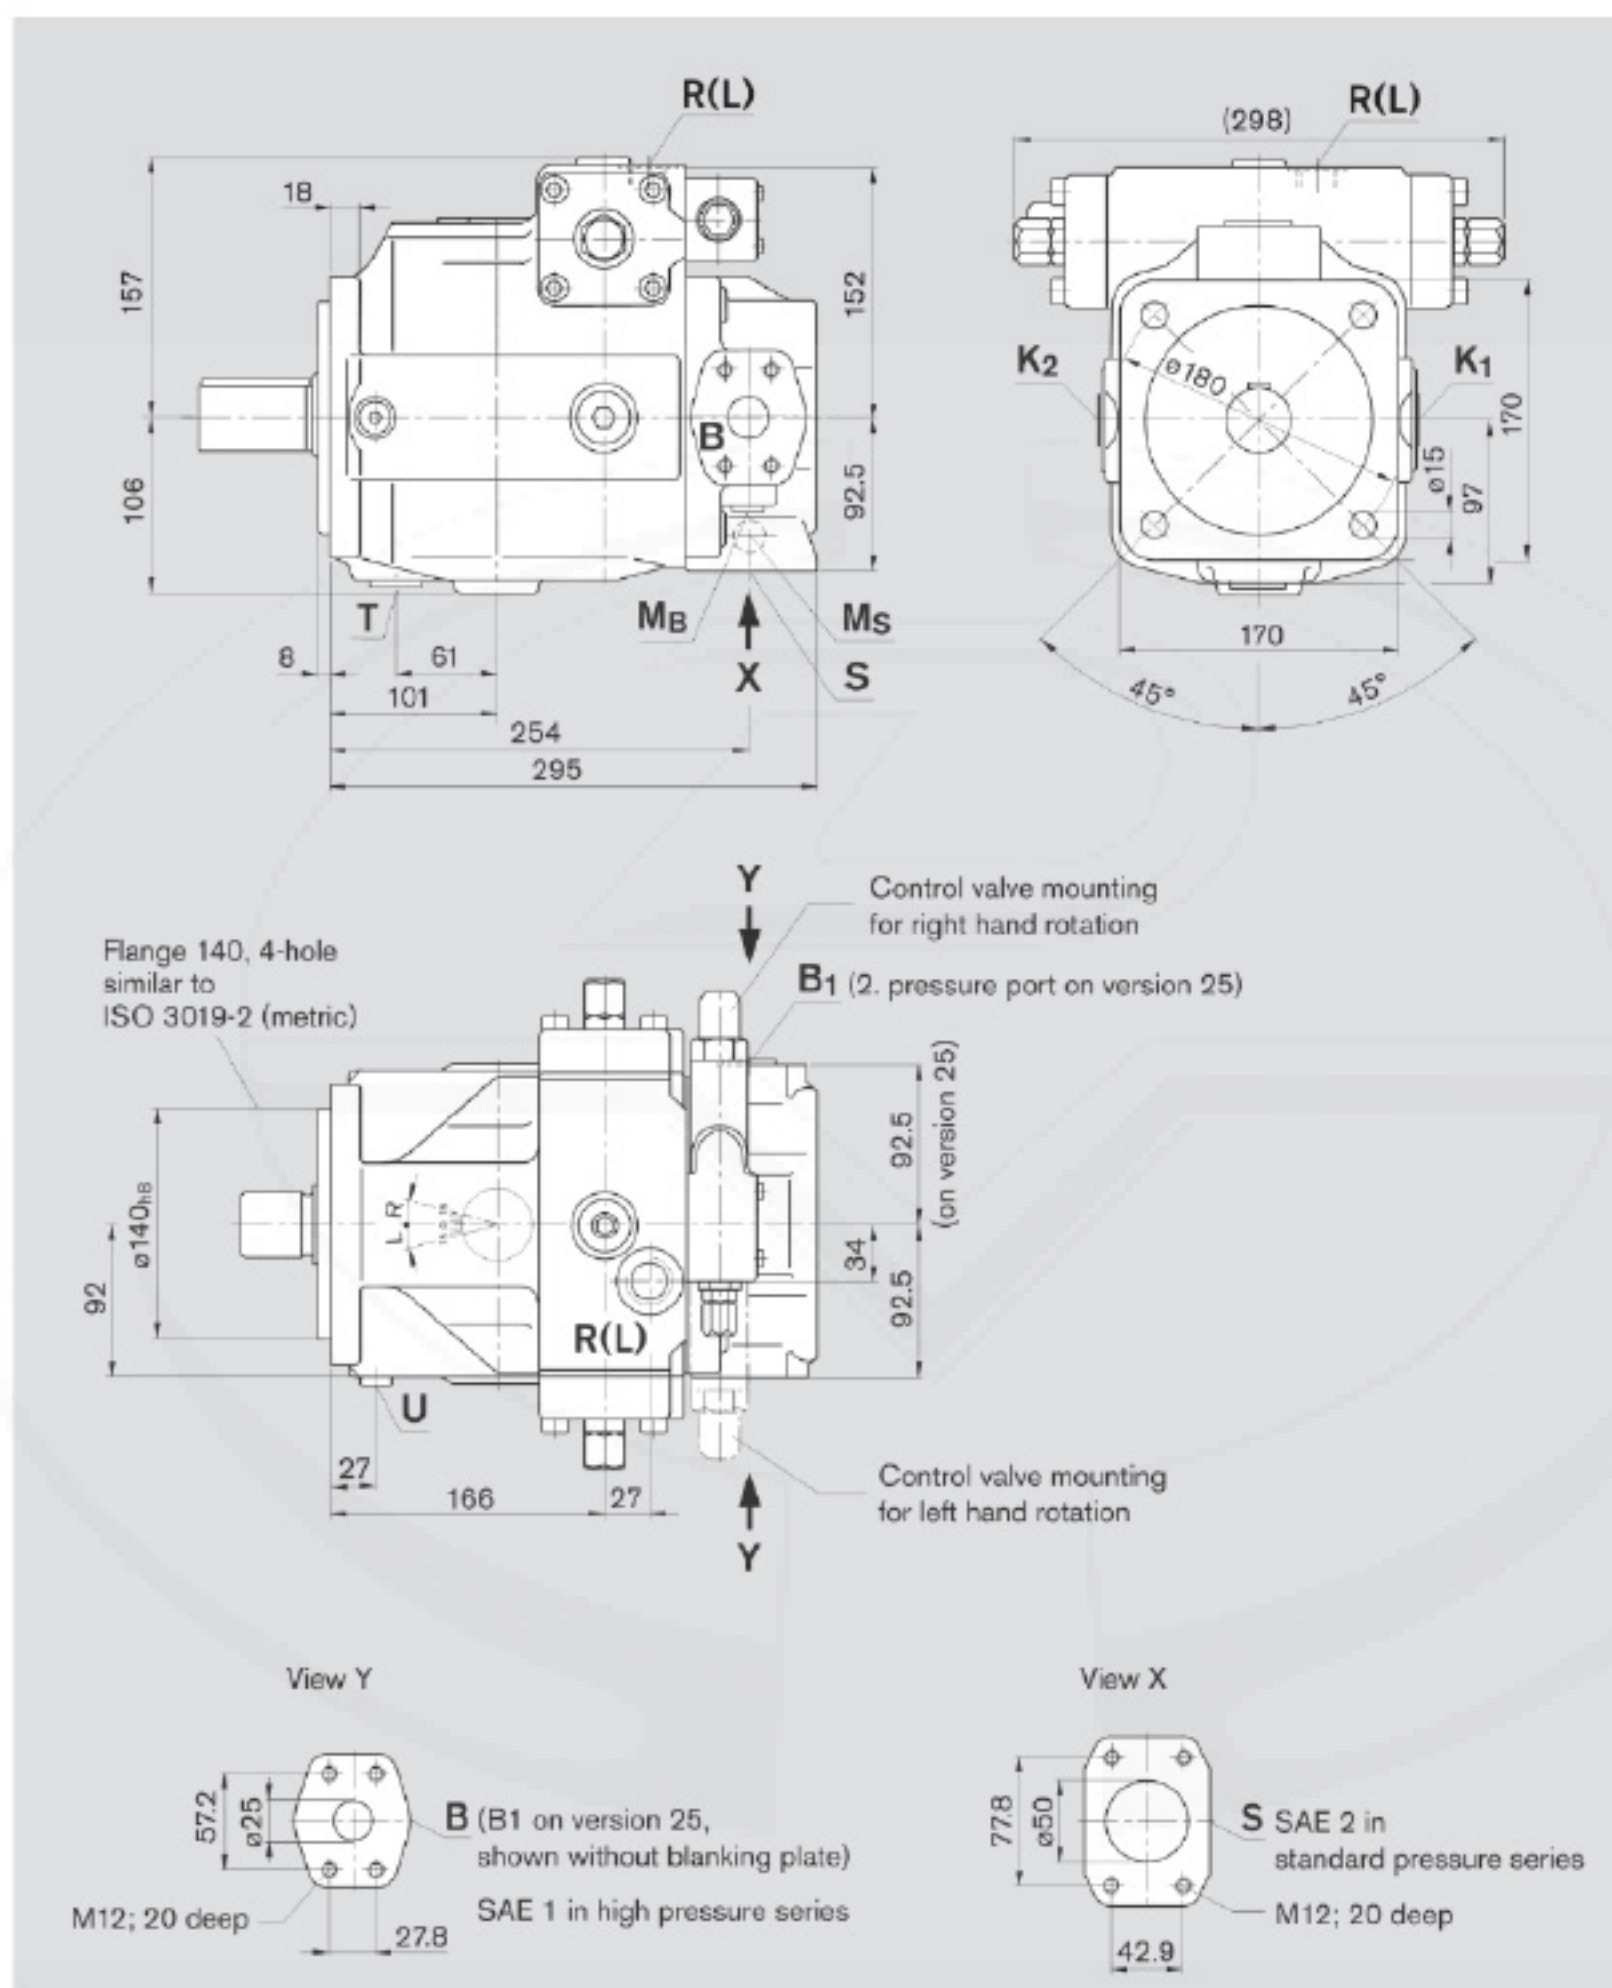 R(L)
18
157
152
106
B
92.5
T
MB
MS
8
61
X
S
101
254
295
(298)
R(L)
K2
K1
ø180
170
ø15
97
170
45°
45°
Y
Control valve mounting
for right hand rotation
Flange 140, 4-hole
similar to
ISO 3019-2 (metric)
B1 (2. pressure port on version 25)
92.5
(on version 25)
ø140h8
L R
92
34
92.5
R(L)
U
27
166
27
Control valve mounting
for left hand rotation
Y
View Y
57.2
ø25
B (B1 on version 25,
shown without blanking plate)
SAE 1 in high pressure series
M12; 20 deep
27.8
View X
77.8
ø50
S SAE 2 in
standard pressure series
M12; 20 deep
42.9